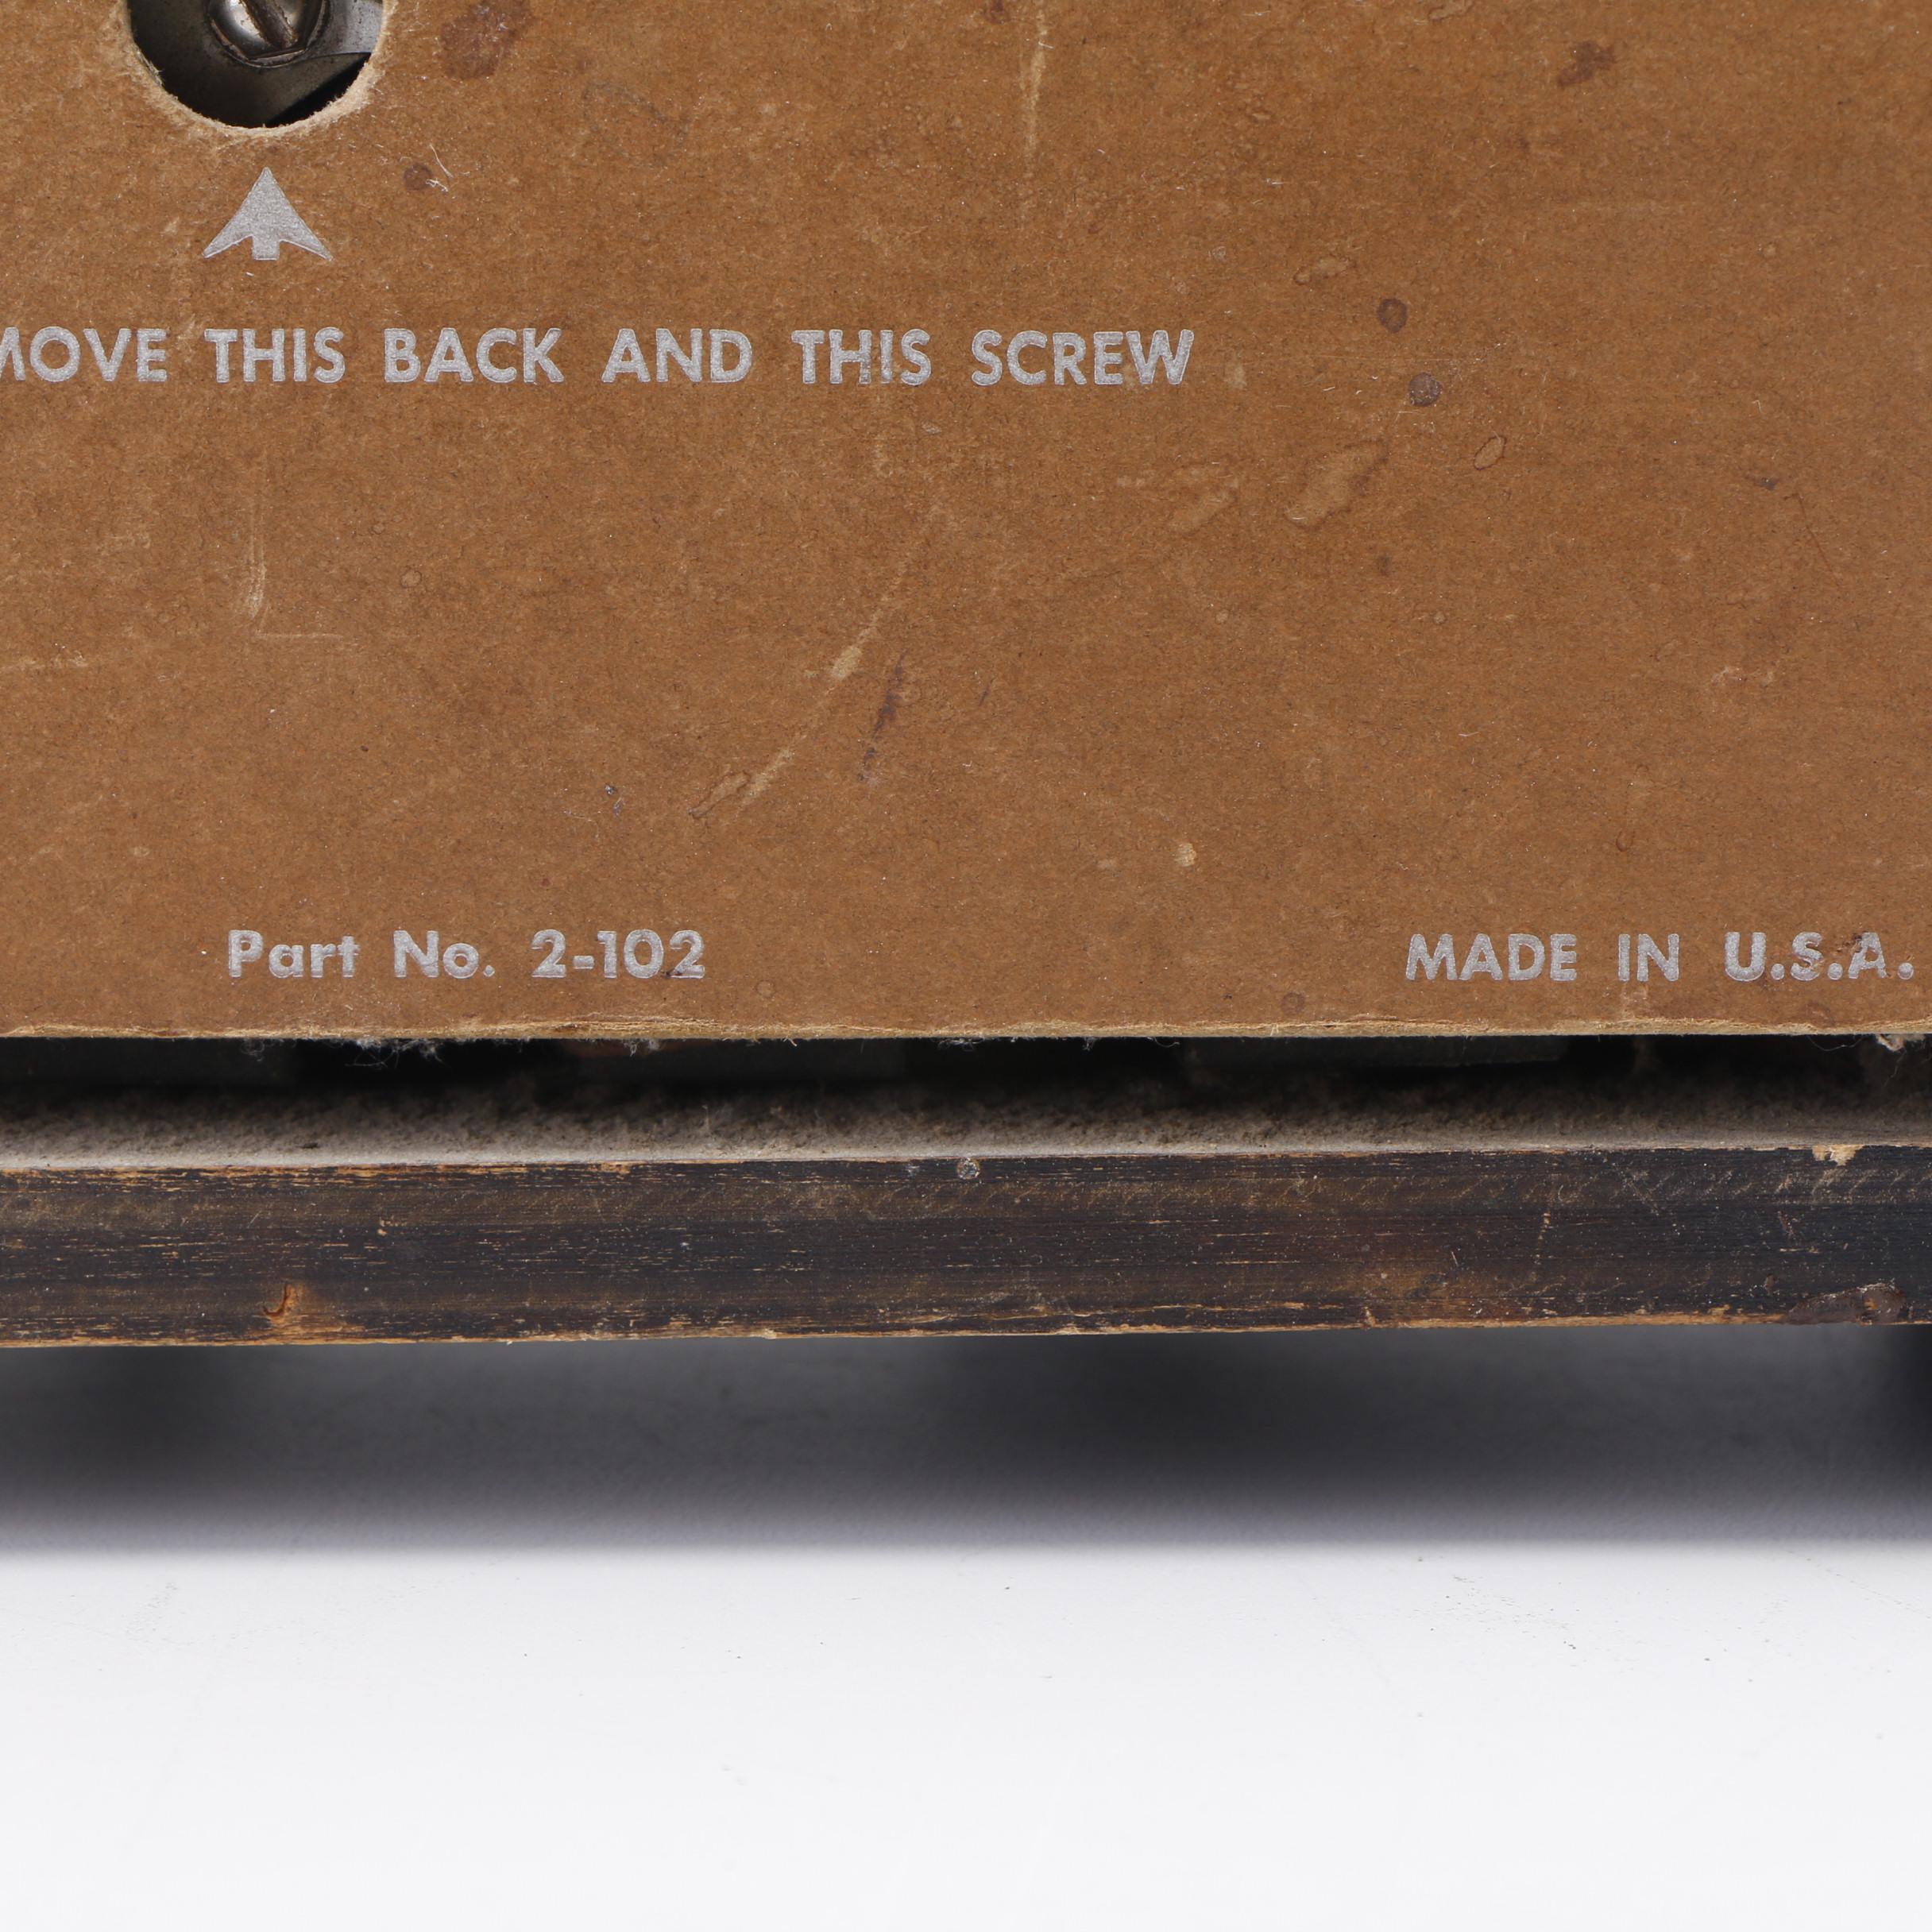 MOVE THIS BACK AND THIS SCREW
Part No. 2-102
MADE IN U.S.A.